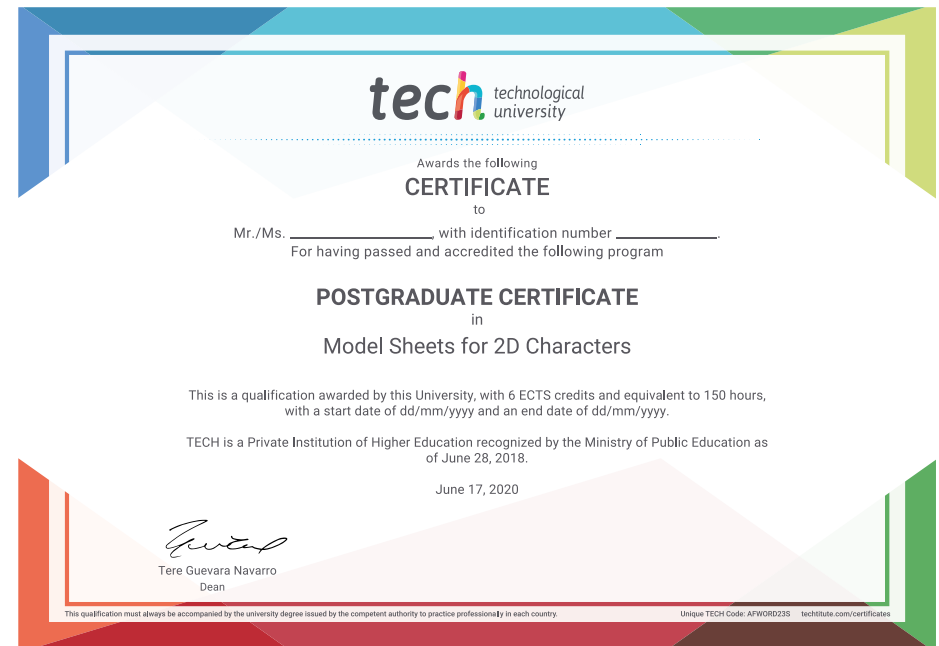 tech technological
university
Awards the following
CERTIFICATE
to
Mr./Ms. ____________________, with identification number ______________.
For having passed and accredited the following program
POSTGRADUATE CERTIFICATE
in
Model Sheets for 2D Characters
This is a qualification awarded by this University, with 6 ECTS credits and equivalent to 150 hours,
with a start date of dd/mm/yyyy and an end date of dd/mm/yyyy.
TECH is a Private Institution of Higher Education recognized by the Ministry of Public Education as
of June 28, 2018.
June 17, 2020
Tere Guevara Navarro
Dean
This qualification must always be accompanied by the university degree issued by the competent authority to practice professionally in each country.
Unique TECH Code: AFWORD23S techtitute.com/certificates